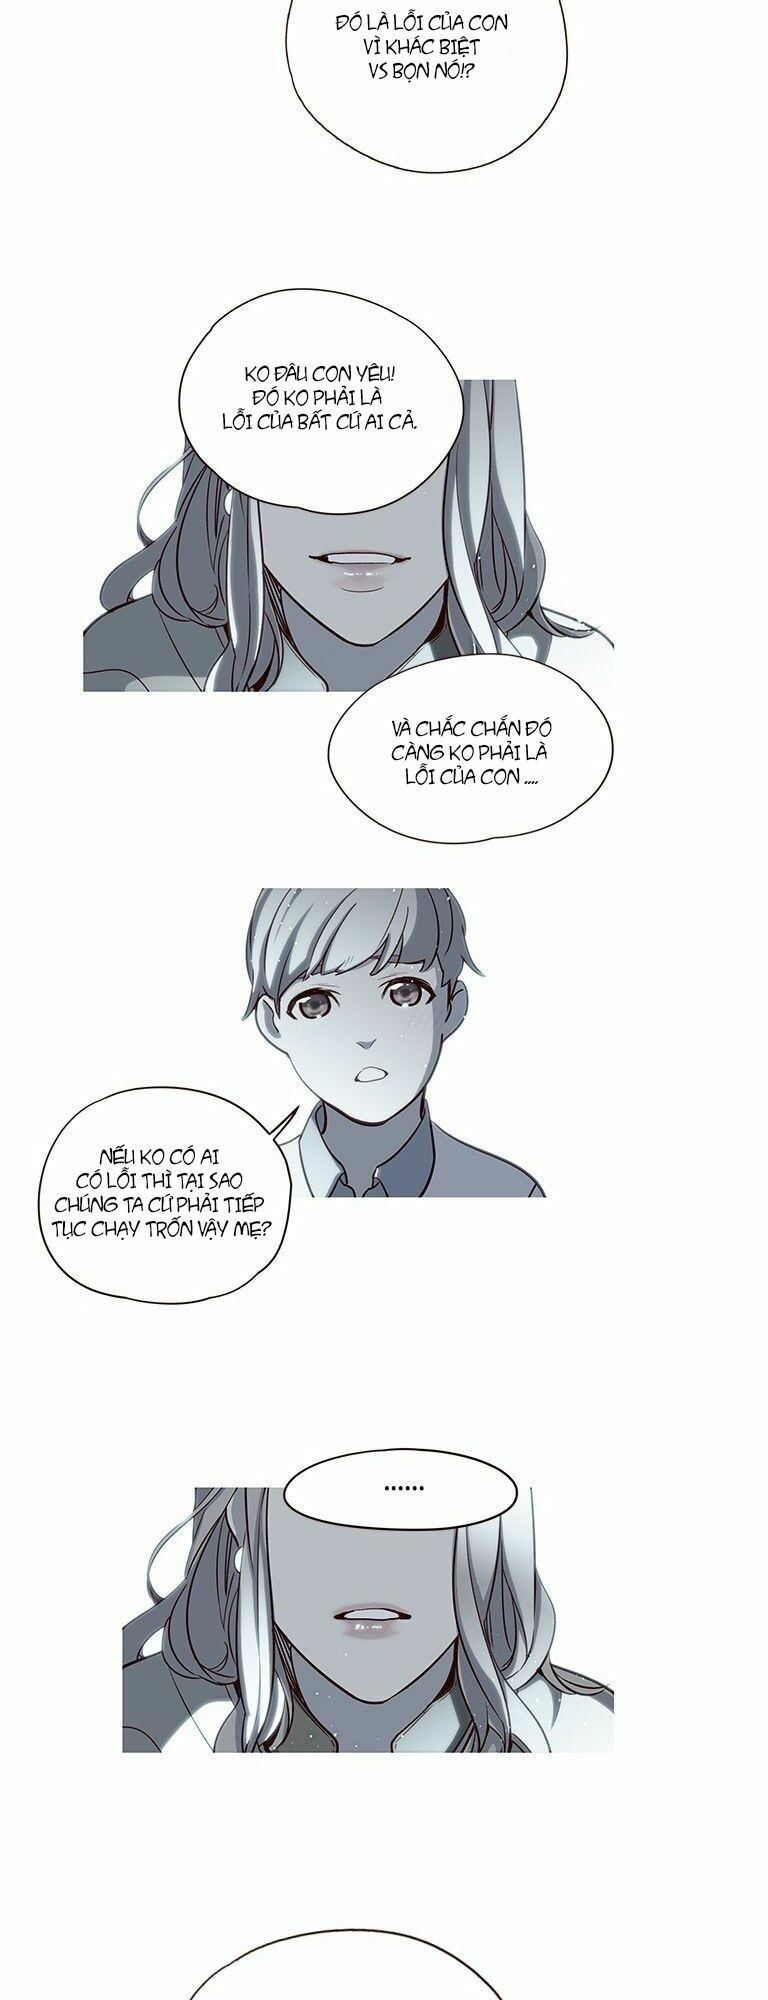 ĐÓ LÀ LỖI CỦA CON
VÌ KHÁC BIỆT
VS BỌN NÓ!?
KO ĐÂU CON YÊU!
ĐÓ KO PHẢI LÀ
LỖI CỦA BẤT CỨ AI CẢ.
VÀ CHẮC CHẮN ĐÓ
CÀNG KO PHẢI LÀ
LỖI CỦA CON ....
NẾU KO CÓ AI
CÓ LỖI THÌ TẠI SAO
CHÚNG TA CỨ PHẢI TIẾP
TỤC CHẠY TRỐN VẬY MẸ?
......